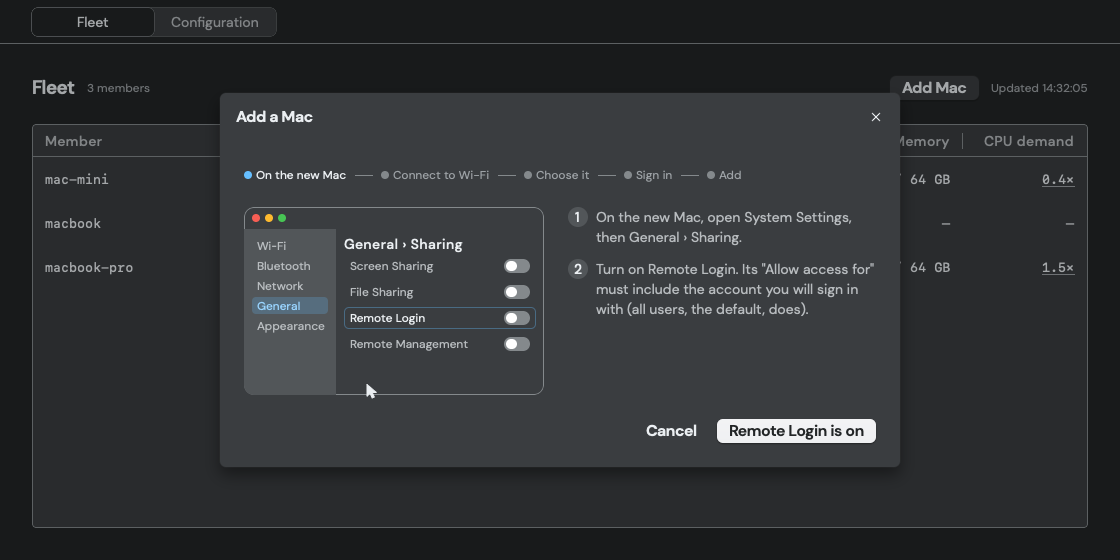 Fleet
Configuration
Fleet
3 members
Add Mac
Updated 14:32:05
Member
Memory
CPU demand
mac-mini
64 GB
0.4×
macbook
—
—
macbook-pro
64 GB
1.5×
Add a Mac
×
On the new Mac
Connect to Wi-Fi
Choose it
Sign in
Add
Wi-Fi
Bluetooth
Network
General
Appearance
General › Sharing
Screen Sharing
File Sharing
Remote Login
Remote Management
1
On the new Mac, open System Settings,
then General › Sharing.
2
Turn on Remote Login. Its "Allow access for"
must include the account you will sign in
with (all users, the default, does).
Cancel
Remote Login is on